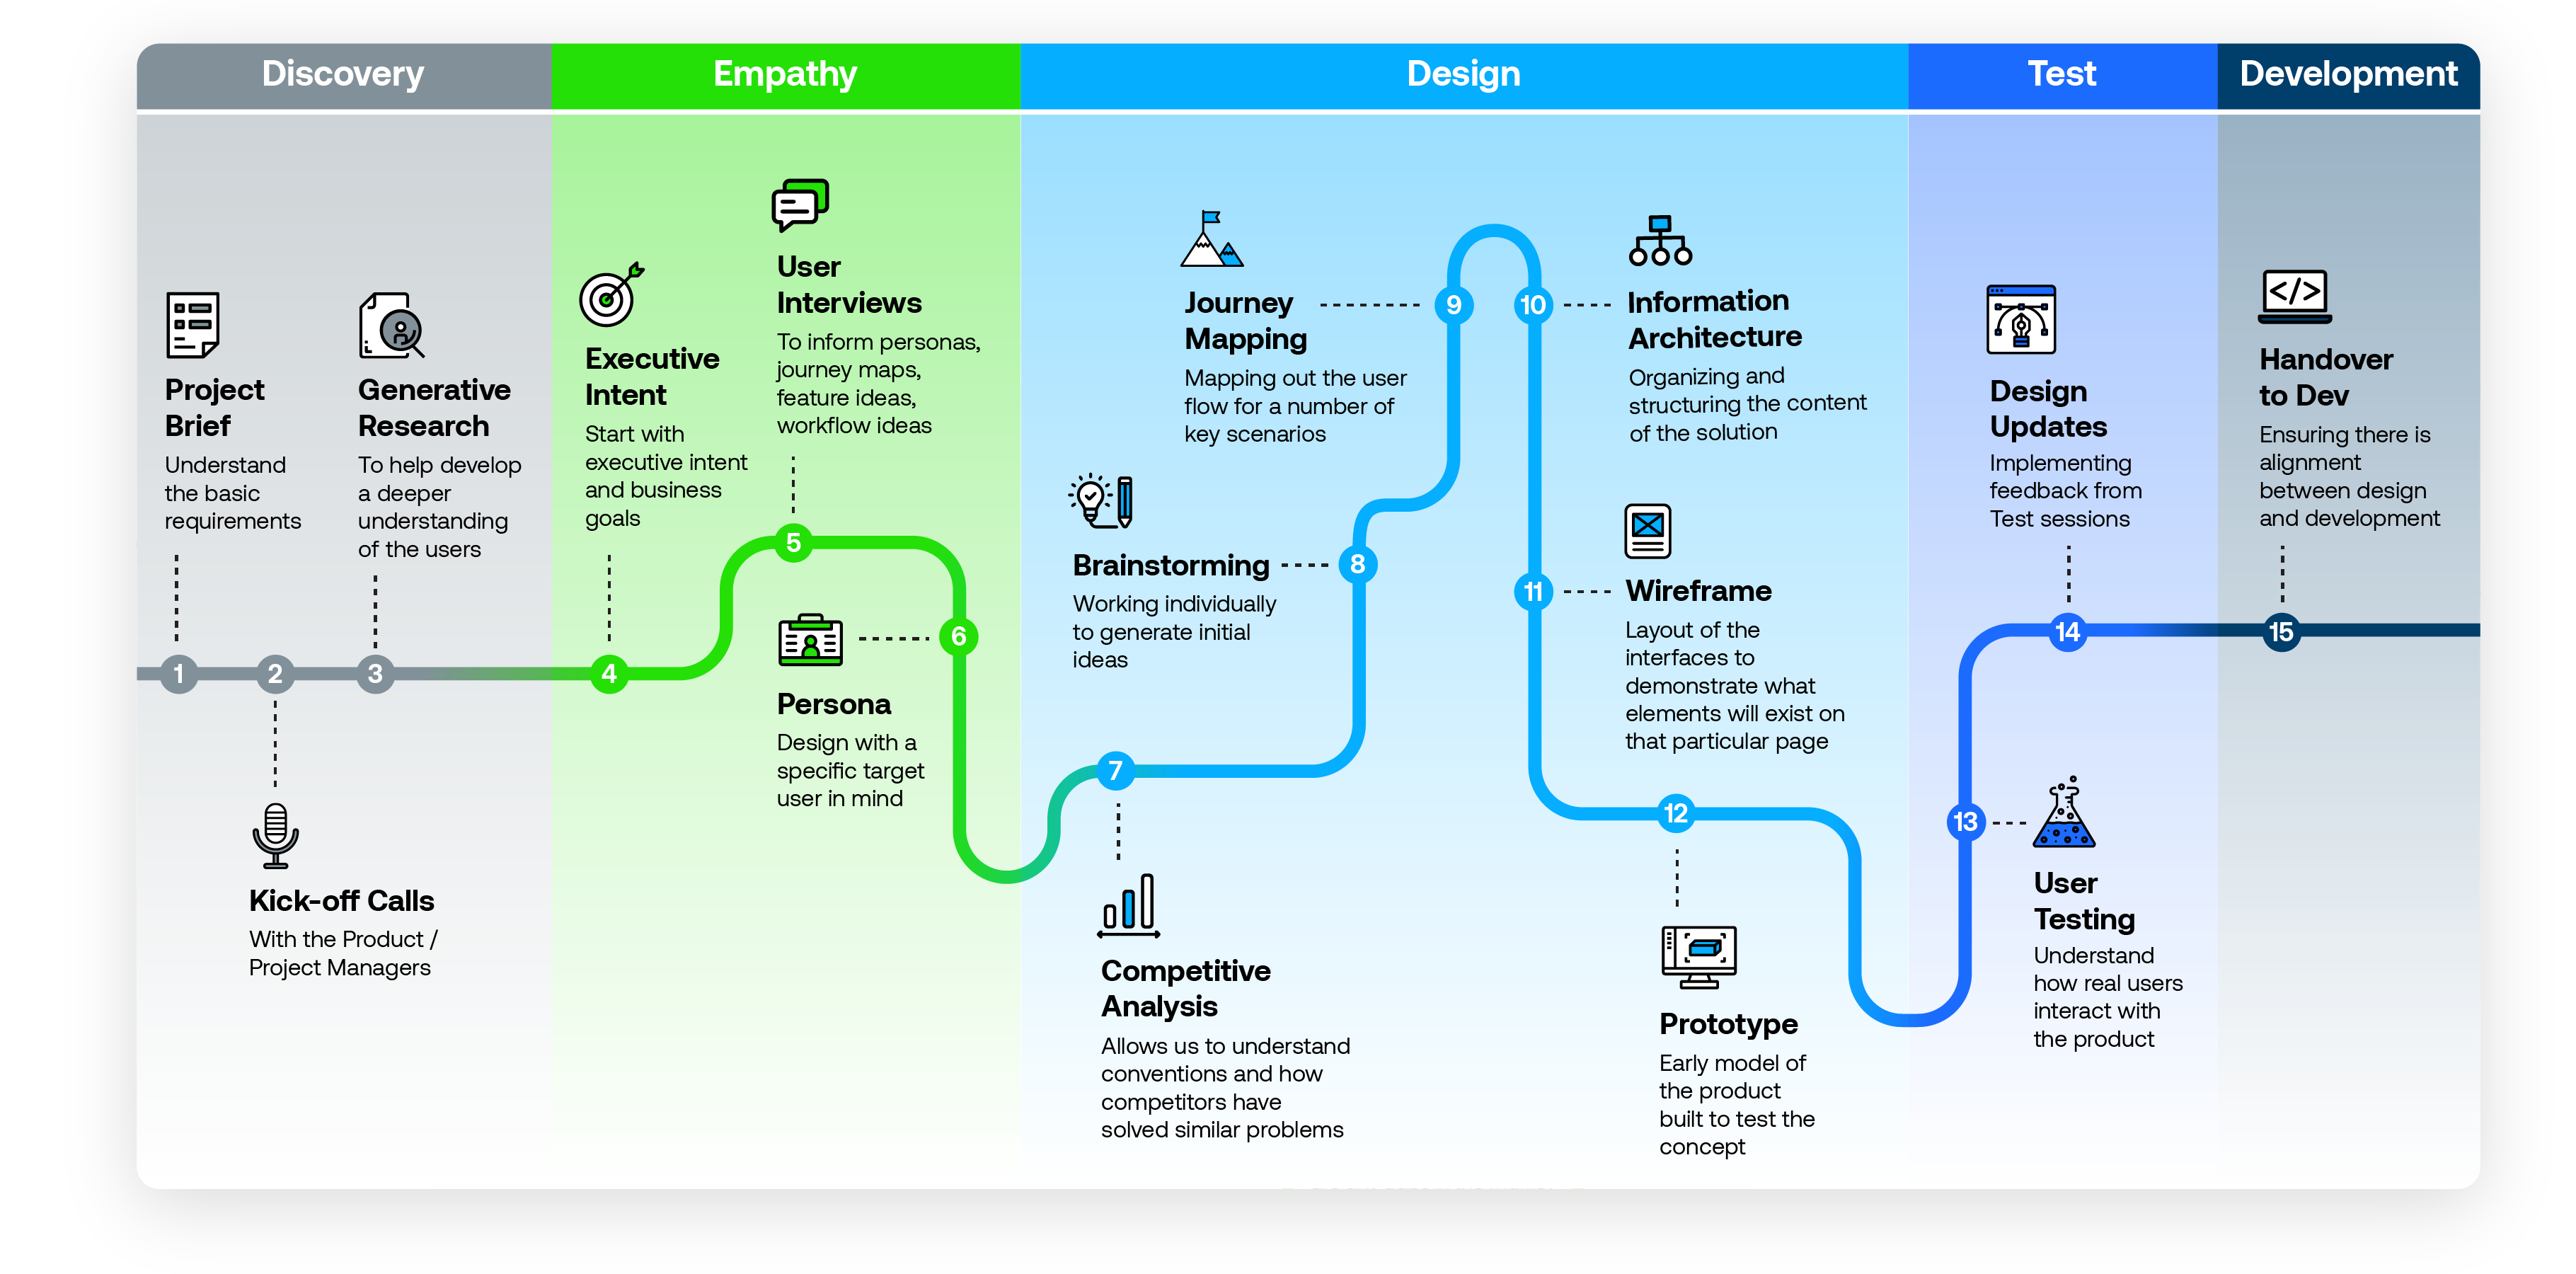 Discovery
Empathy
Design
Test
Development
1
Project
Brief
Understand
the basic
requirements
2
Kick-off Calls
With the Product /
Project Managers
3
Generative
Research
To help develop
a deeper
understanding
of the users
4
Executive
Intent
Start with
executive intent
and business
goals
5
User
Interviews
To inform personas,
journey maps,
feature ideas,
workflow ideas
6
Persona
Design with a
specific target
user in mind
7
Competitive
Analysis
Allows us to understand
conventions and how
competitors have
solved similar problems
8
Brainstorming
Working individually
to generate initial
ideas
9
Journey
Mapping
Mapping out the user
flow for a number of
key scenarios
10
Information
Architecture
Organizing and
structuring the content
of the solution
11
Wireframe
Layout of the
interfaces to
demonstrate what
elements will exist on
that particular page
12
Prototype
Early model of
the product
built to test the
concept
13
User
Testing
Understand
how real users
interact with
the product
14
Design
Updates
Implementing
feedback from
Test sessions
15
Handover
to Dev
Ensuring there is
alignment
between design
and development